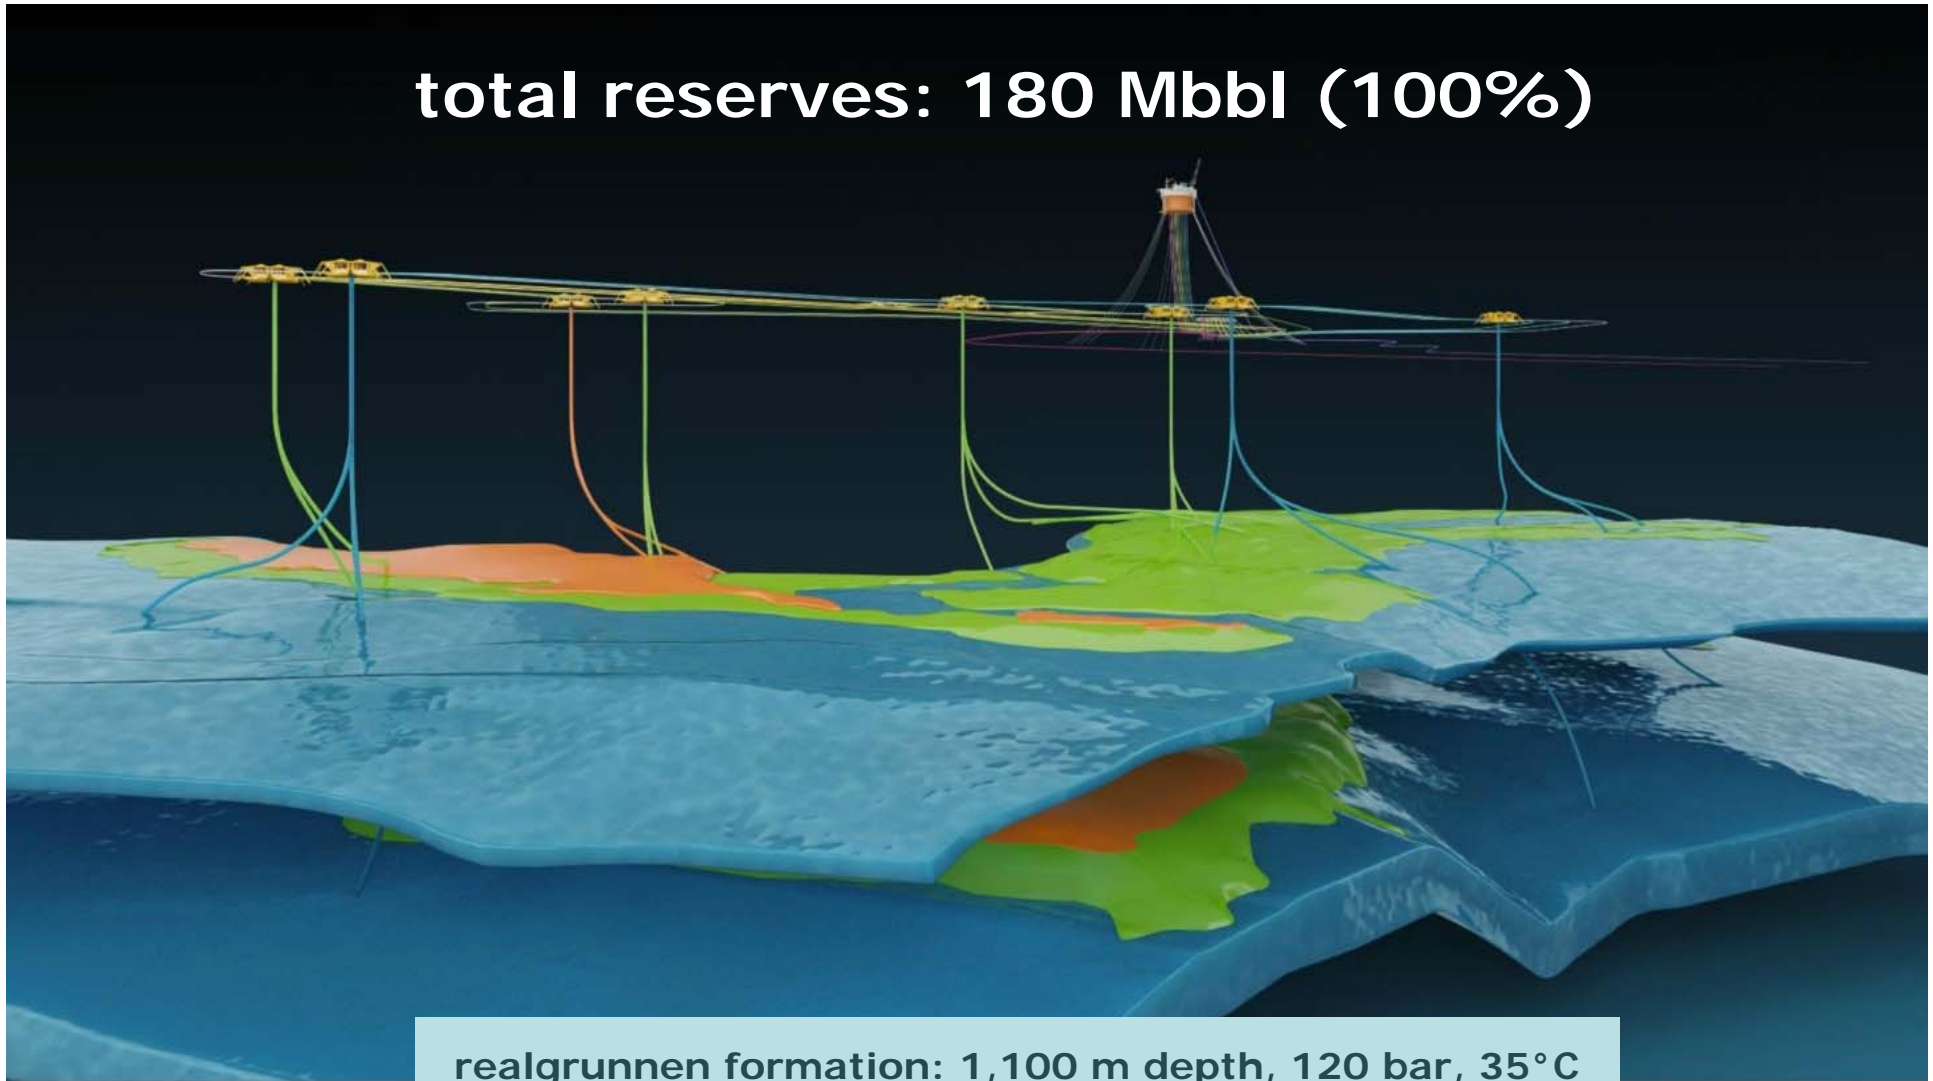 total reserves: 180 Mbbl (100%)
realgrunnen formation: 1,100 m depth, 120 bar, 35°C